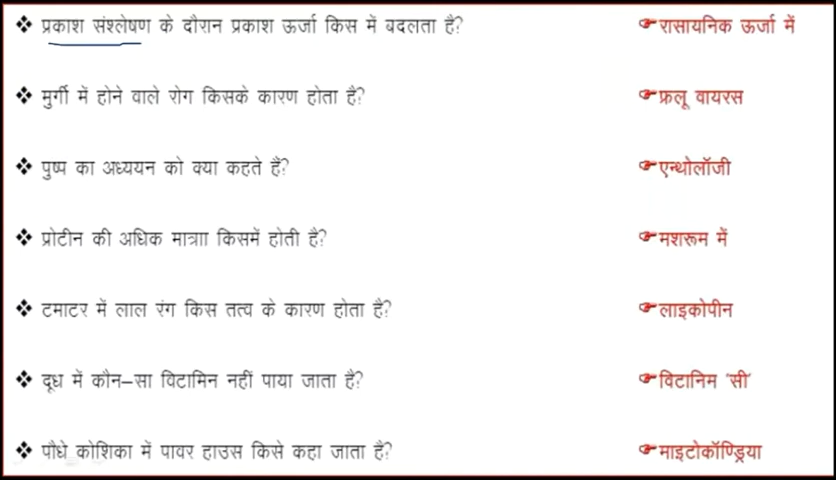 ❖ प्रकाश संश्लेषण के दौरान प्रकाश ऊर्जा किस में बदलता है? ☞रासायनिक ऊर्जा में
❖ मुर्गी में होने वाले रोग किसके कारण होता है? ☞फ्रलू वायरस
❖ पुष्प का अध्ययन को क्या कहते हैं? ☞एन्थोलॉजी
❖ प्रोटीन की अधिक मात्राा किसमें होती है? ☞मशरूम में
❖ टमाटर में लाल रंग किस तत्व के कारण होता है? ☞लाइकोपीन
❖ दूध में कौन–सा विटामिन नहीं पाया जाता है? ☞विटानिम 'सी'
❖ पौधे कोशिका में पावर हाउस किसे कहा जाता है? ☞माइटोकॉण्ड्रिया